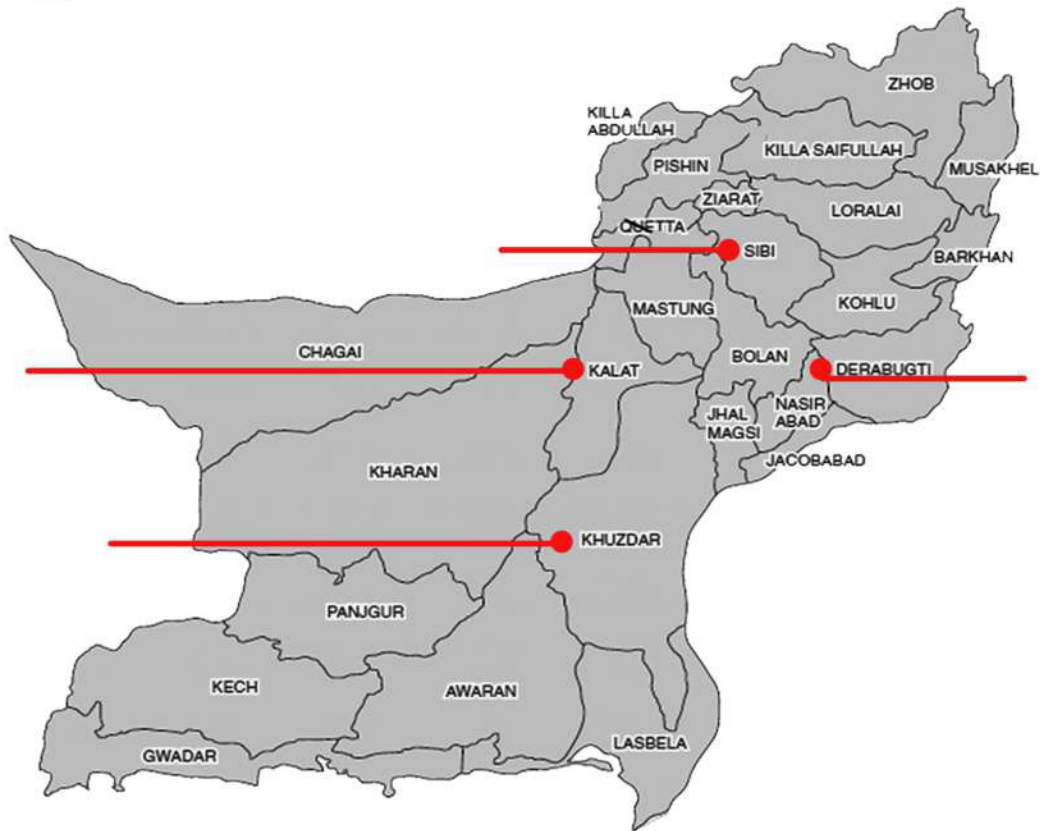 ZHOB
KILLA
ABDULLAH
KILLA SAIFULLAH
PISHIN
MUSAKHEL
ZIARAT
LORALAI
QUETTA
SIBI
BARKHAN
MASTUNG
KOHLU
CHAGAI
BOLAN
KALAT
DERABUGTI
NASIR
ABAD
JHAL
MAGSI
JACOBABAD
KHARAN
KHUZDAR
PANJGUR
KECH
AWARAN
LASBELA
GWADAR